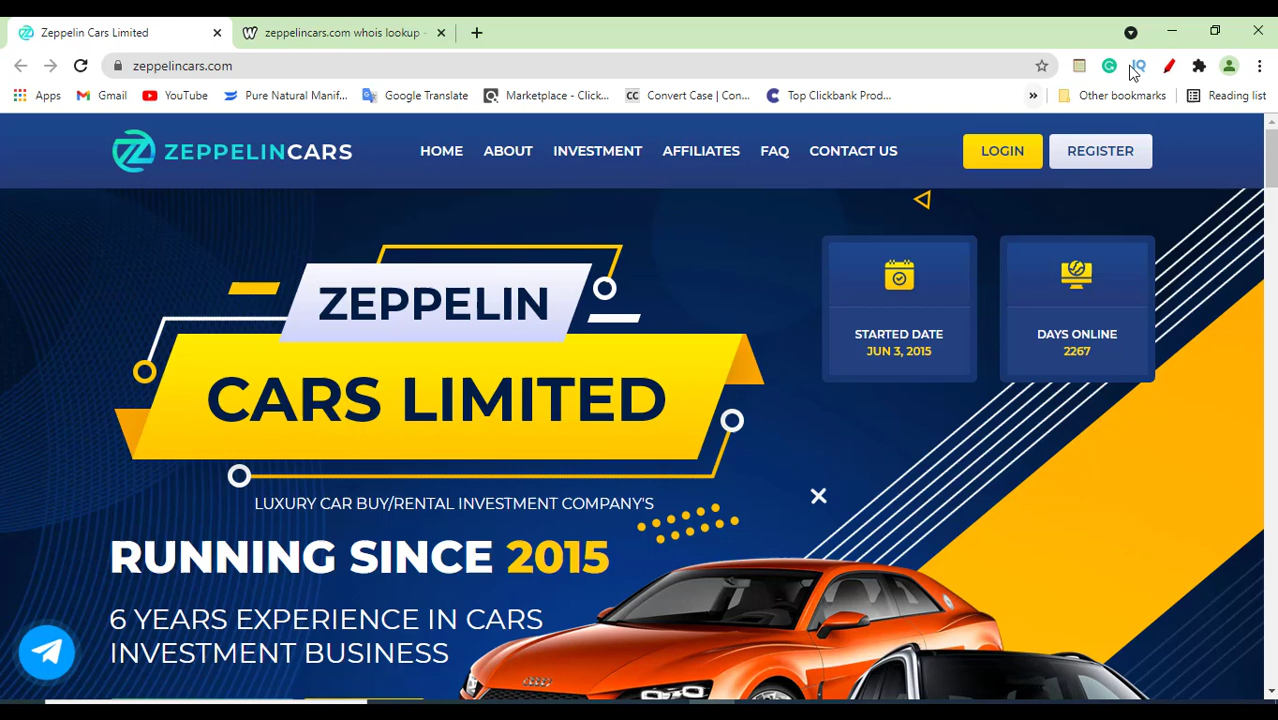 Zeppelin Cars Limited
zeppelincars.com whois lookup -
zeppelincars.com
Apps
Gmail
YouTube
Pure Natural Manif...
Google Translate
Marketplace - Click...
CC
Convert Case | Con...
Top Clickbank Prod...
»
Other bookmarks
Reading list
ZEPPELINCARS
HOME
ABOUT
INVESTMENT
AFFILIATES
FAQ
CONTACT US
LOGIN
REGISTER
ZEPPELIN
CARS LIMITED
STARTED DATE
JUN 3, 2015
DAYS ONLINE
2267
LUXURY CAR BUY/RENTAL INVESTMENT COMPANY'S
RUNNING SINCE 2015
6 YEARS EXPERIENCE IN CARS
INVESTMENT BUSINESS